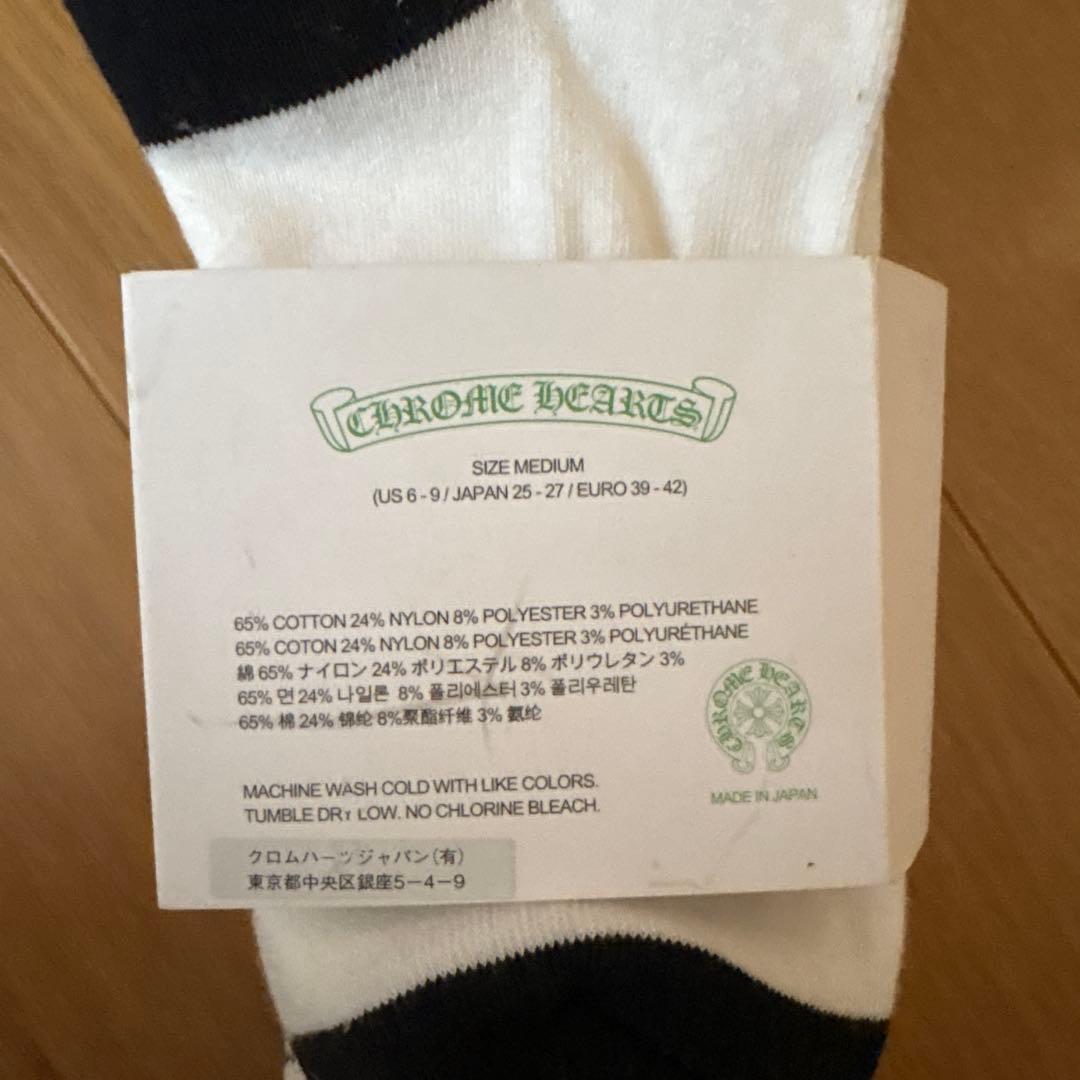 CHROME HEARTS
SIZE MEDIUM
(US 6 - 9 / JAPAN 25 - 27 / EURO 39 - 42)
65% COTTON 24% NYLON 8% POLYESTER 3% POLYURETHANE
65% COTON 24% NYLON 8% POLYESTER 3% POLYURÉTHANE
綿 65% ナイロン 24% ポリエステル 8% ポリウレタン 3%
65% 면 24% 나일론 8% 폴리에스터 3% 폴리우레탄
65% 棉 24% 锦纶 8%聚酯纤维 3% 氨纶
CHROME HEARTS
MADE IN JAPAN
MACHINE WASH COLD WITH LIKE COLORS.
TUMBLE DRY LOW. NO CHLORINE BLEACH.
クロムハーツジャパン(有)
東京都中央区銀座5-4-9